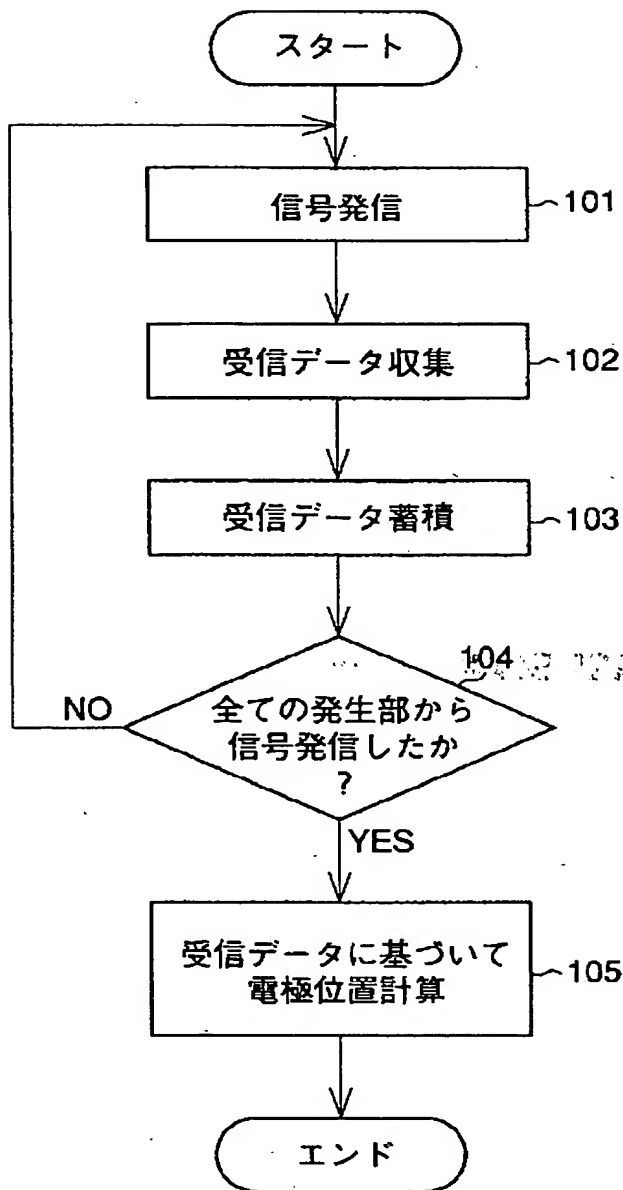 スタート
信号発信
101
受信データ収集
102
受信データ蓄積
103
104
全ての発生部から
信号発信したか
?
NO
YES
受信データに基づいて
電極位置計算
105
エンド